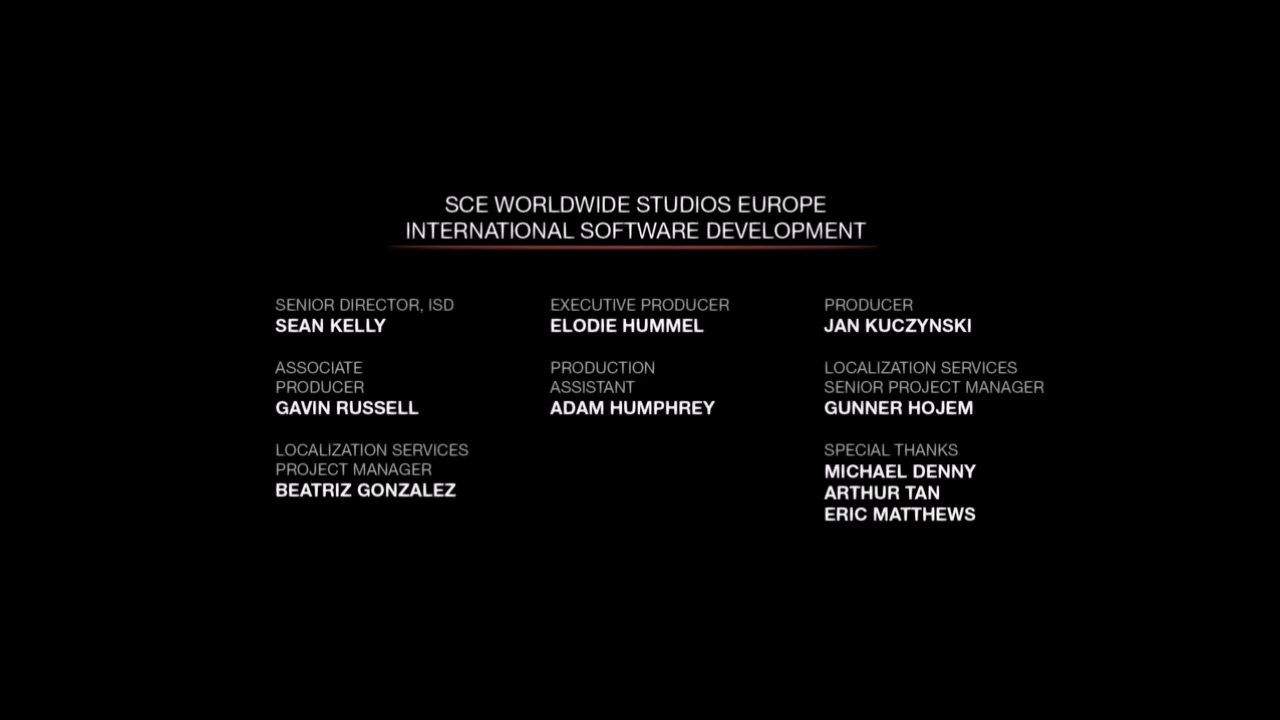 SCE WORLDWIDE STUDIOS EUROPE
INTERNATIONAL SOFTWARE DEVELOPMENT
SENIOR DIRECTOR, ISD
SEAN KELLY
EXECUTIVE PRODUCER
ELODIE HUMMEL
PRODUCER
JAN KUCZYNSKI
ASSOCIATE
PRODUCER
GAVIN RUSSELL
PRODUCTION
ASSISTANT
ADAM HUMPHREY
LOCALIZATION SERVICES
SENIOR PROJECT MANAGER
GUNNER HOJEM
LOCALIZATION SERVICES
PROJECT MANAGER
BEATRIZ GONZALEZ
SPECIAL THANKS
MICHAEL DENNY
ARTHUR TAN
ERIC MATTHEWS